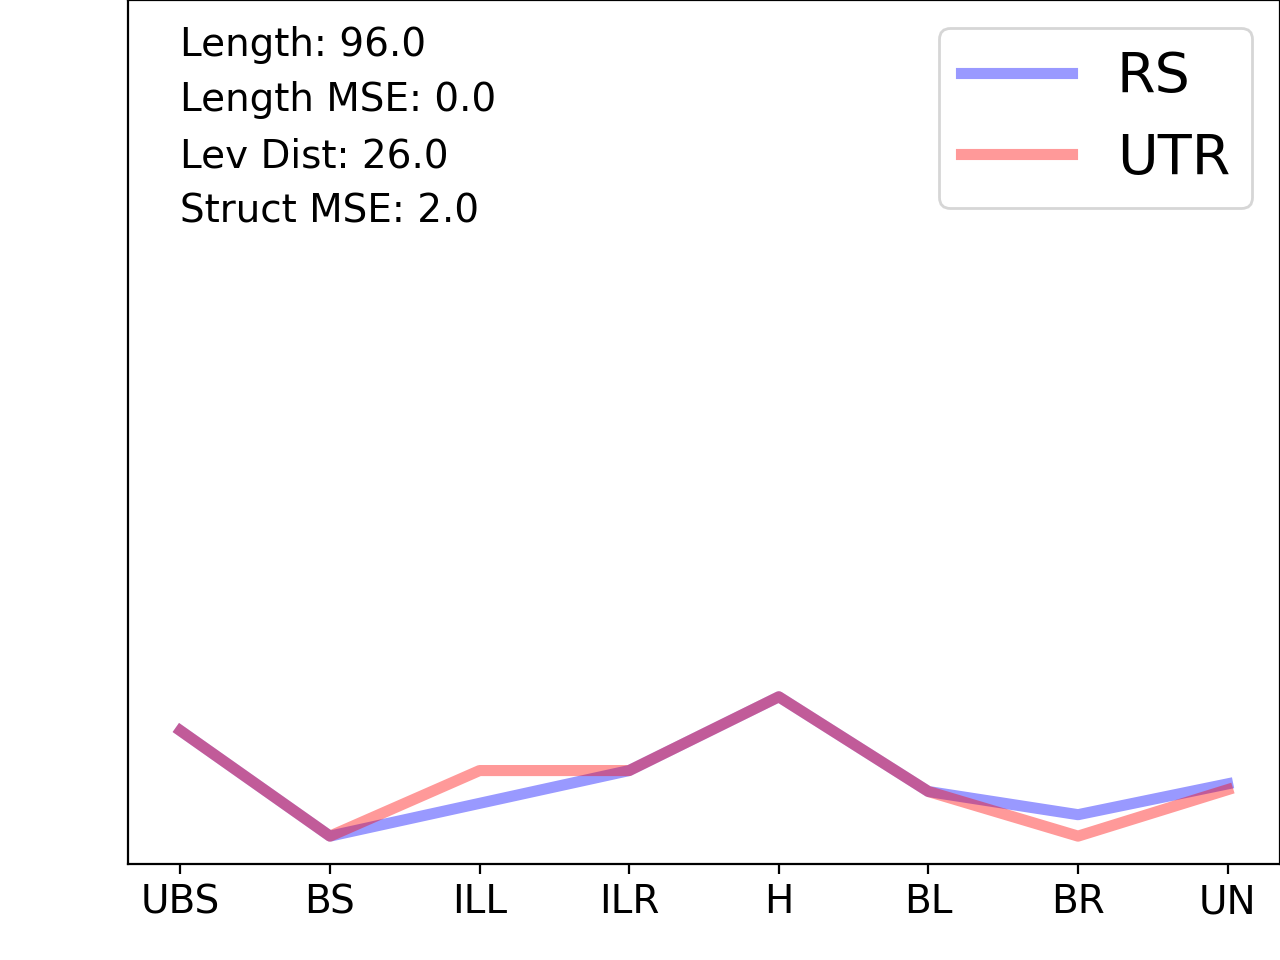 Length: 96.0
Length MSE: 0.0
Lev Dist: 26.0
Struct MSE: 2.0
RS
UTR
UBS BS ILL ILR H BL BR UN